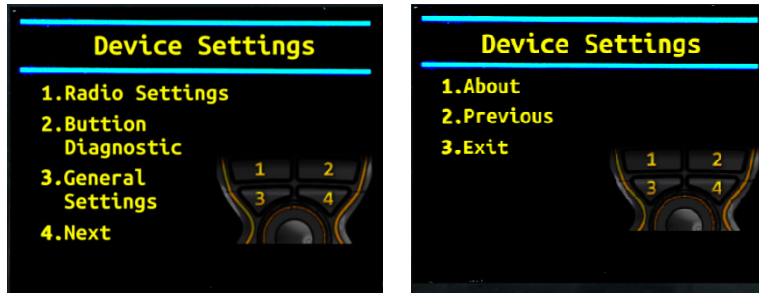 Device Settings
1.Radio Settings
2.Buttion
Diagnostic
3.General
Settings
4.Next
1 2
3 4
Device Settings
1.About
2.Previous
3.Exit
1 2
3 4